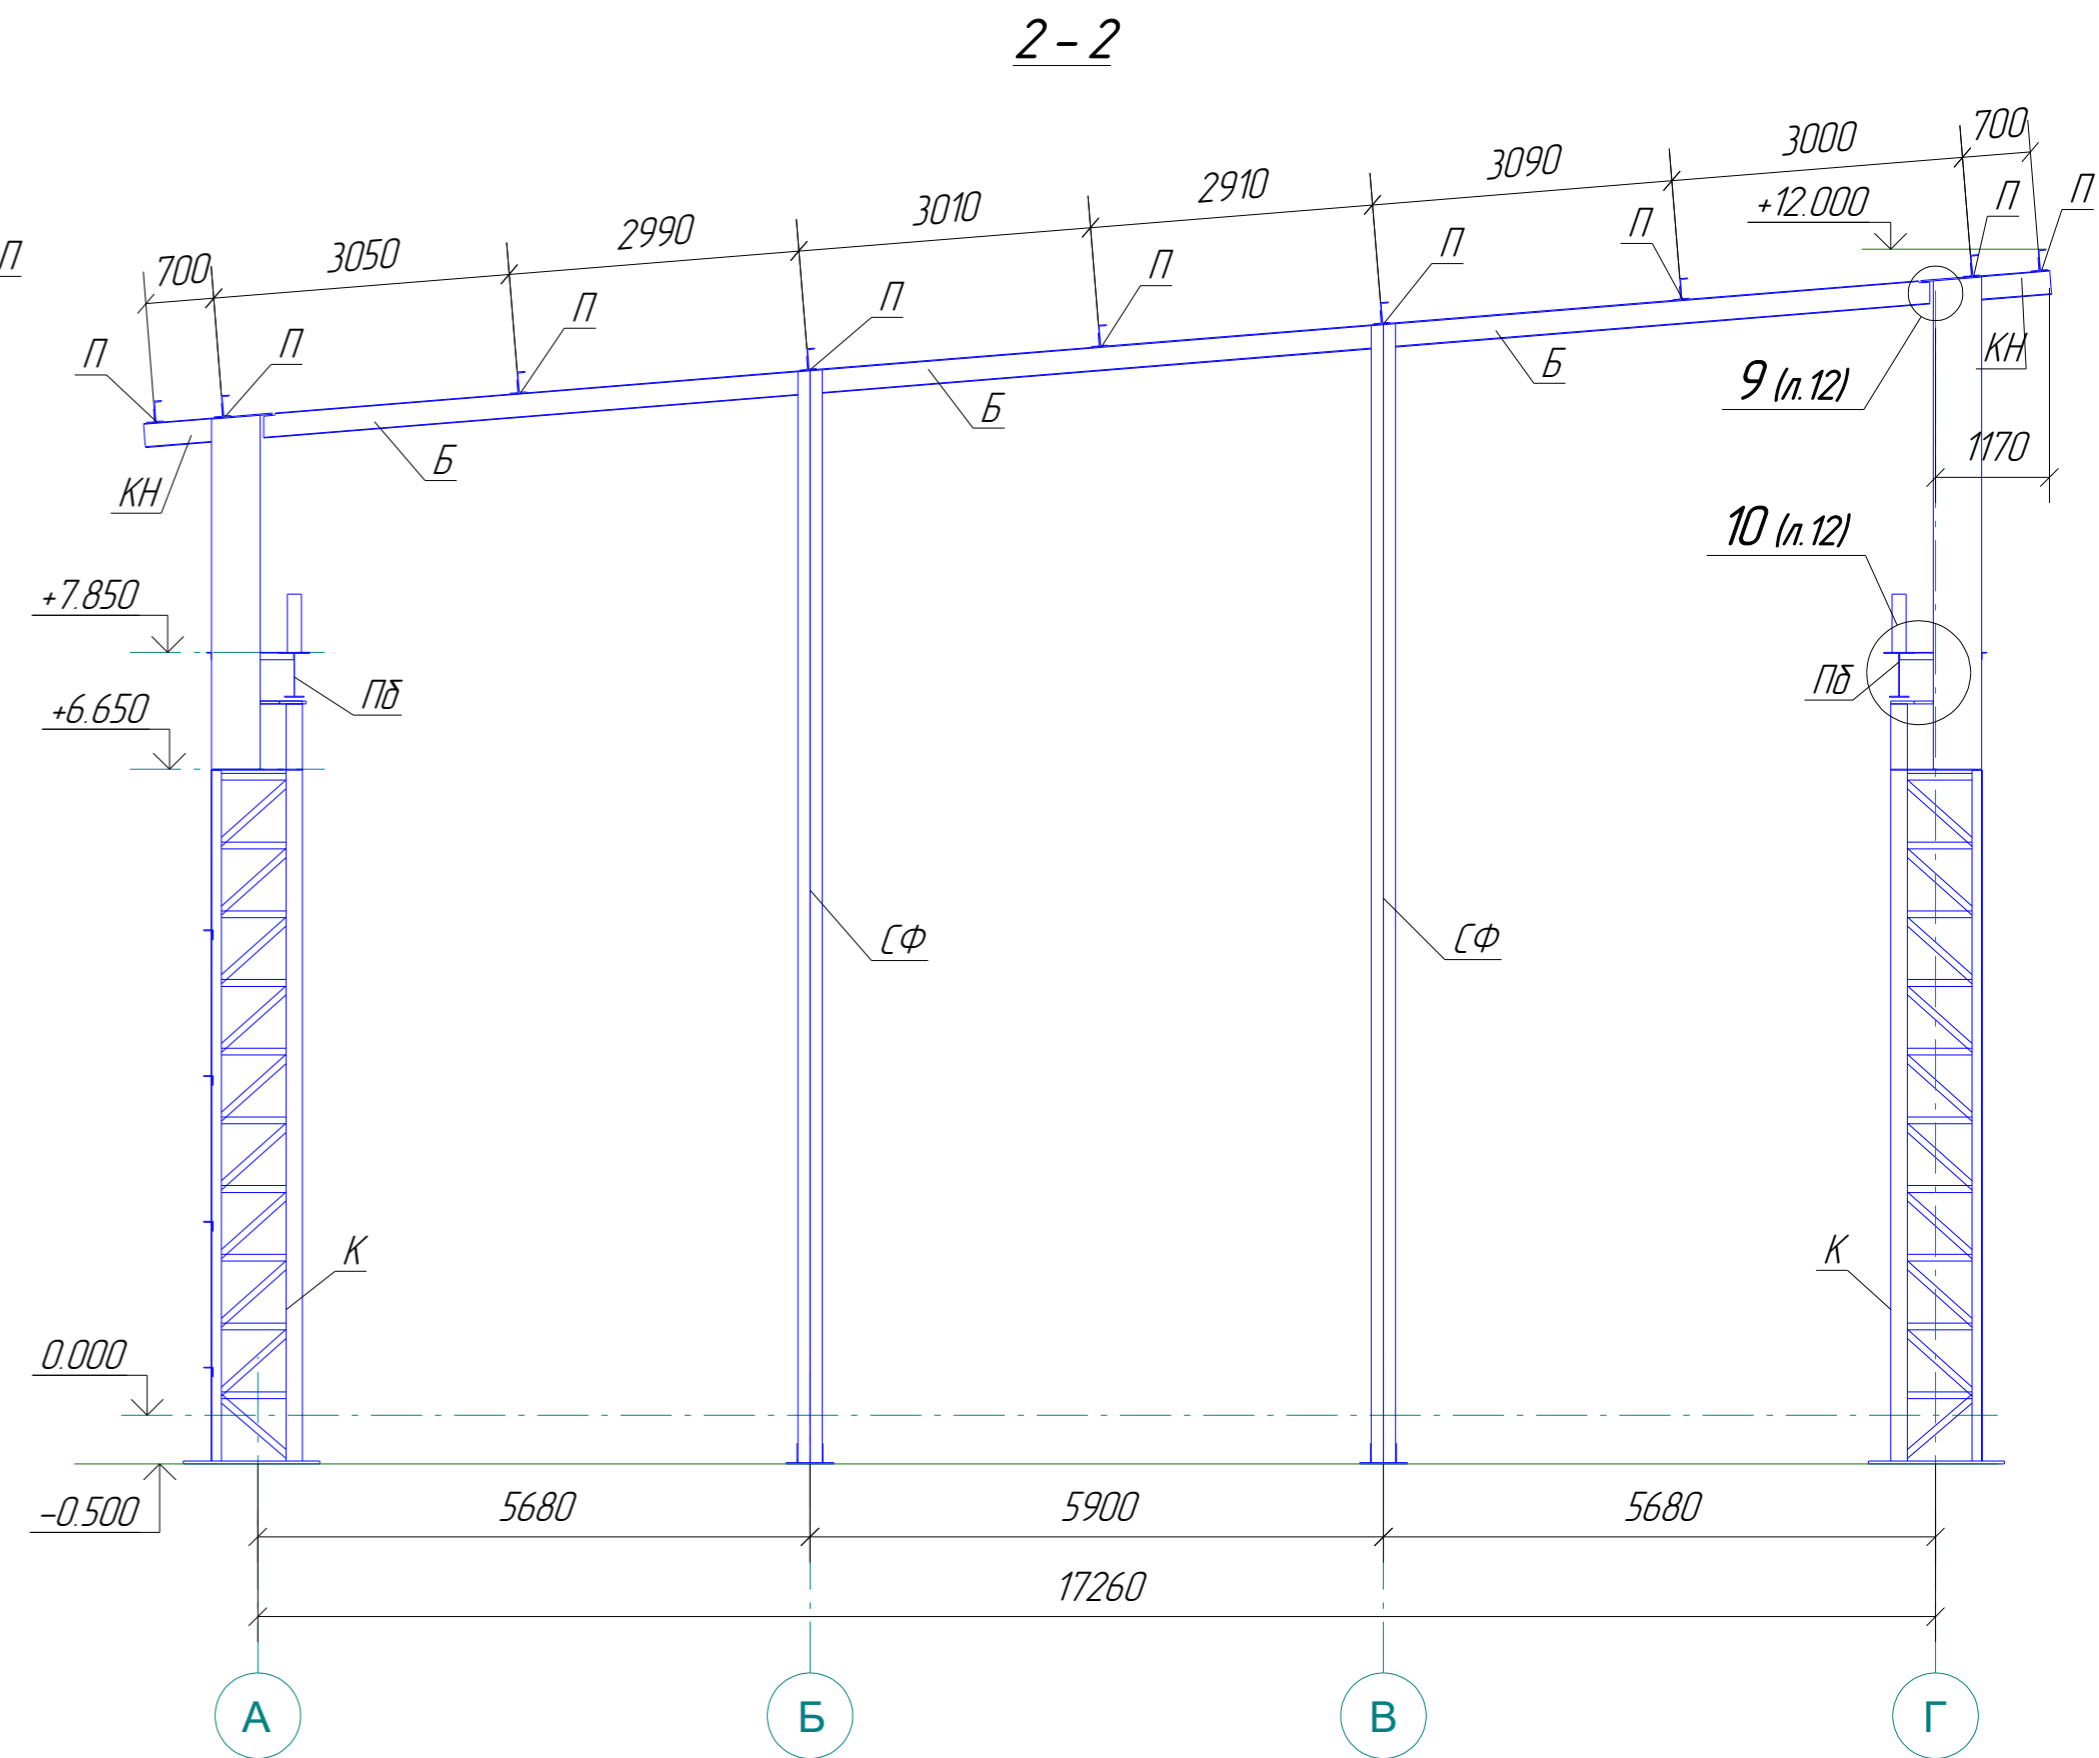 2 - 2
700
3000
3090
2910
3010
2990
3050
700
+12.000
П
П
П
П
П
П
П
П
П
П
Б
Б
Б
КН
КН
9 (л.12)
1170
10 (л.12)
+7.850
+6.650
Пб
Пб
СФ
СФ
К
К
0.000
-0.500
5680
5900
5680
17260
А
Б
В
Г